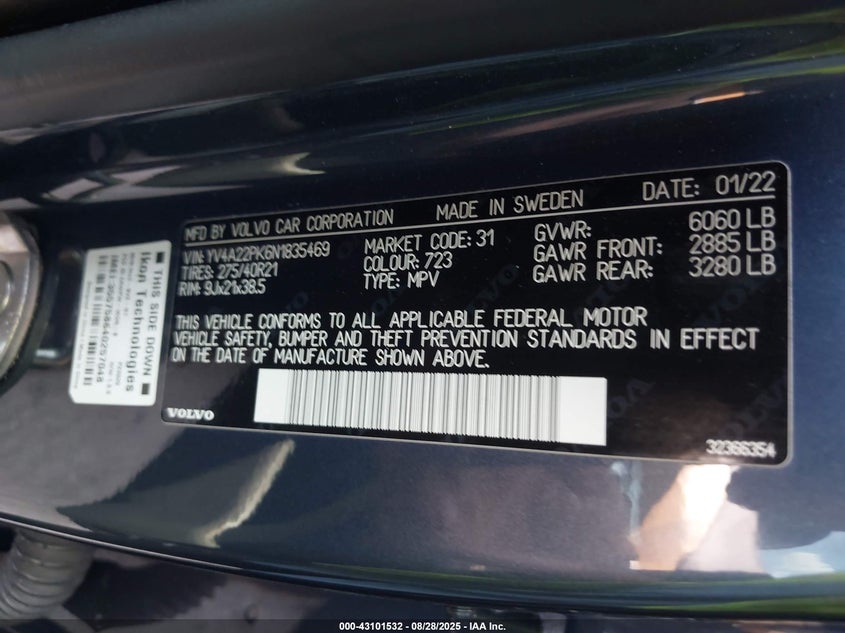 MFD BY VOLVO CAR CORPORATION MADE IN SWEDEN DATE: 01/22
VIN: YV4A22PK6N1835469 MARKET CODE: 31 GVWR: 6060 LB
TIRES: 275/40R21 COLOUR: 723 GAWR FRONT: 2885 LB
RIM: 9Jx21x38.5 TYPE: MPV GAWR REAR: 3280 LB
THIS VEHICLE CONFORMS TO ALL APPLICABLE FEDERAL MOTOR
VEHICLE SAFETY, BUMPER AND THEFT PREVENTION STANDARDS IN EFFECT
ON THE DATE OF MANUFACTURE SHOWN ABOVE.
VOLVO
32366354
THIS SIDE DOWN
Ikon Technologies
000-43101532 - 08/28/2025 - IAA Inc.